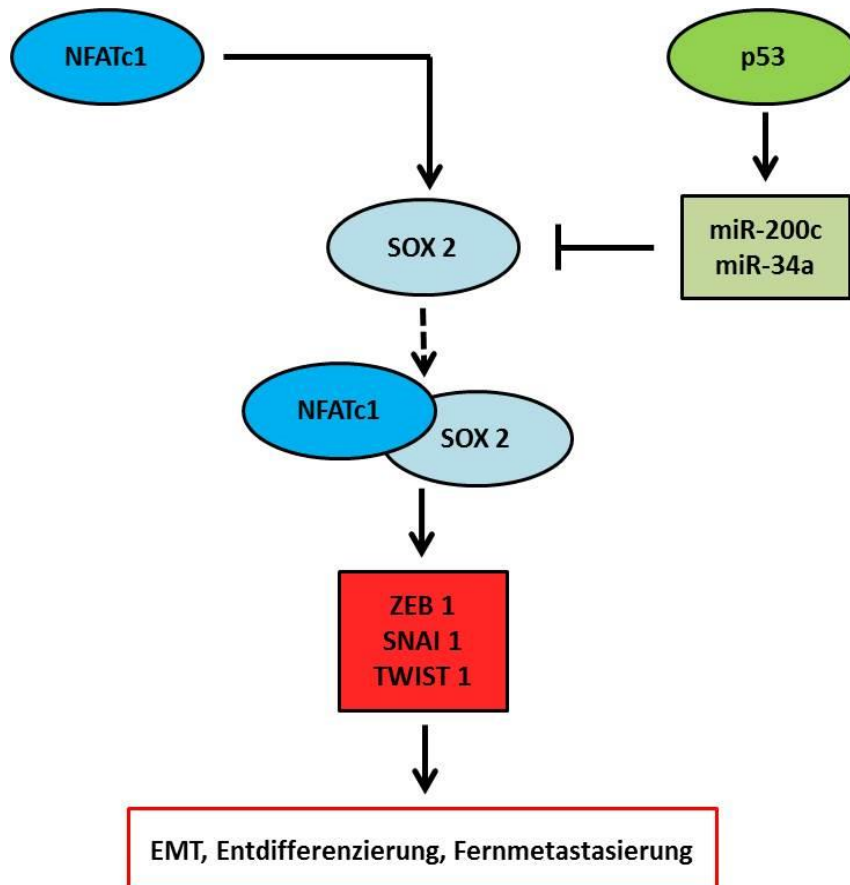 NFATc1
p53
SOX 2
miR-200c
miR-34a
NFATc1
SOX 2
ZEB 1
SNAI 1
TWIST 1
EMT, Entdifferenzierung, Fernmetastasierung